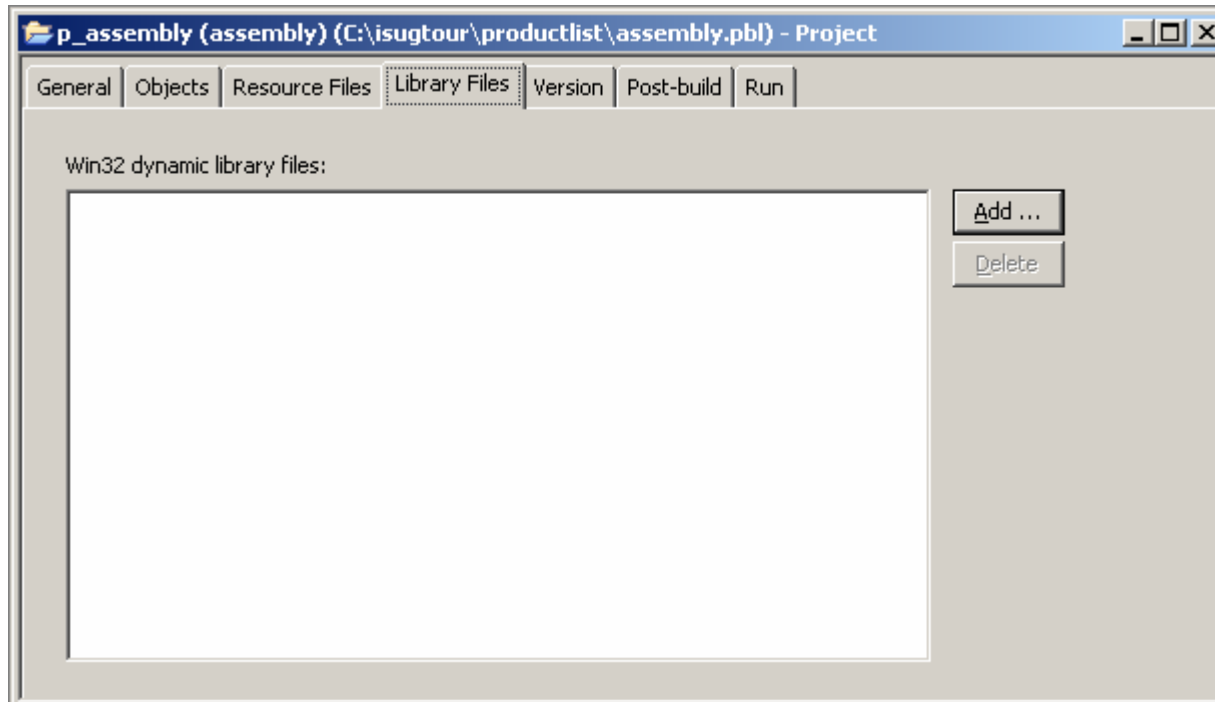 p_assembly (assembly) (C:\isugtour\productlist\assembly.pbl) - Project
General Objects Resource Files Library Files Version Post-build Run
Win32 dynamic library files:
Add ...
Delete